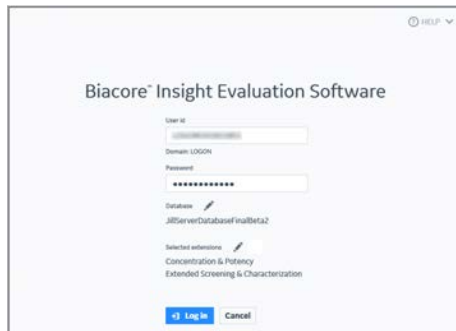 HELP
Biacore™ Insight Evaluation Software
User id
Domain: LOGON
Password
Database
JillServerDatabaseFinalBeta2
Selected extensions
Concentration & Potency
Extended Screening & Characterization
Log in Cancel